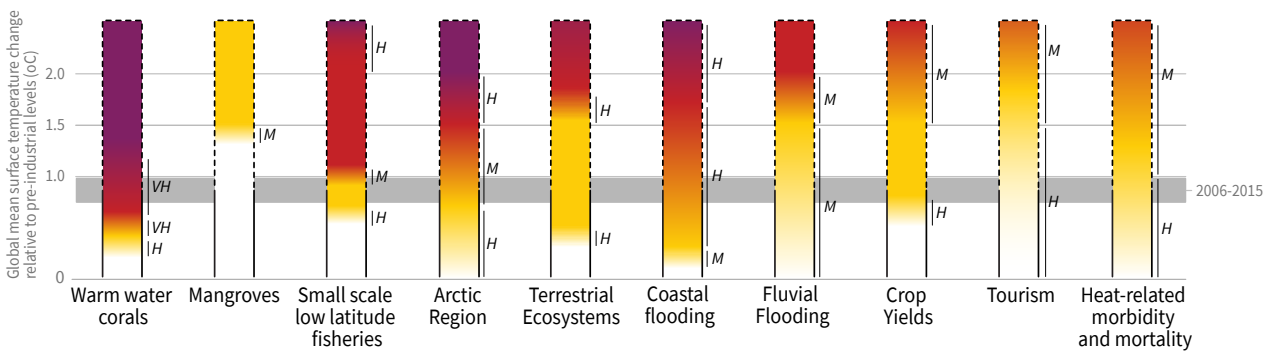 Global mean surface temperature change
relative to pre-industrial levels (oC)
2.0
1.5
1.0
0
2006-2015
VH
VH
H
M
H
M
H
H
M
H
H
H
H
H
M
M
M
M
H
M
H
M
H
Warm water
corals
Mangroves
Small scale
low latitude
fisheries
Arctic
Region
Terrestrial
Ecosystems
Coastal
flooding
Fluvial
Flooding
Crop
Yields
Tourism
Heat-related
morbidity
and mortality